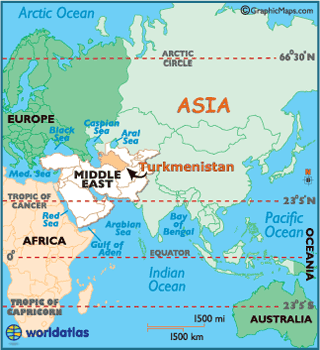 Arctic
Ocean
©GraphicMaps.com
ARCTIC
CIRCLE
66°30'N
ASIA
EUROPE
Caspian
Sea
Black
Sea
Aral
Sea
Med. Sea
Turkmenistan
MIDDLE
EAST
TROPIC OF
CANCER
23°5'N
Red
Sea
Arabian
Sea
Bay of
Bengal
Pacific
Ocean
AFRICA
Gulf of
Aden
0°
EQUATOR
OCEANIA
Indian
Ocean
TROPIC OF
CAPRICORN
23°5'S
1500 mi
1500 km
AUSTRALIA
worldatlas